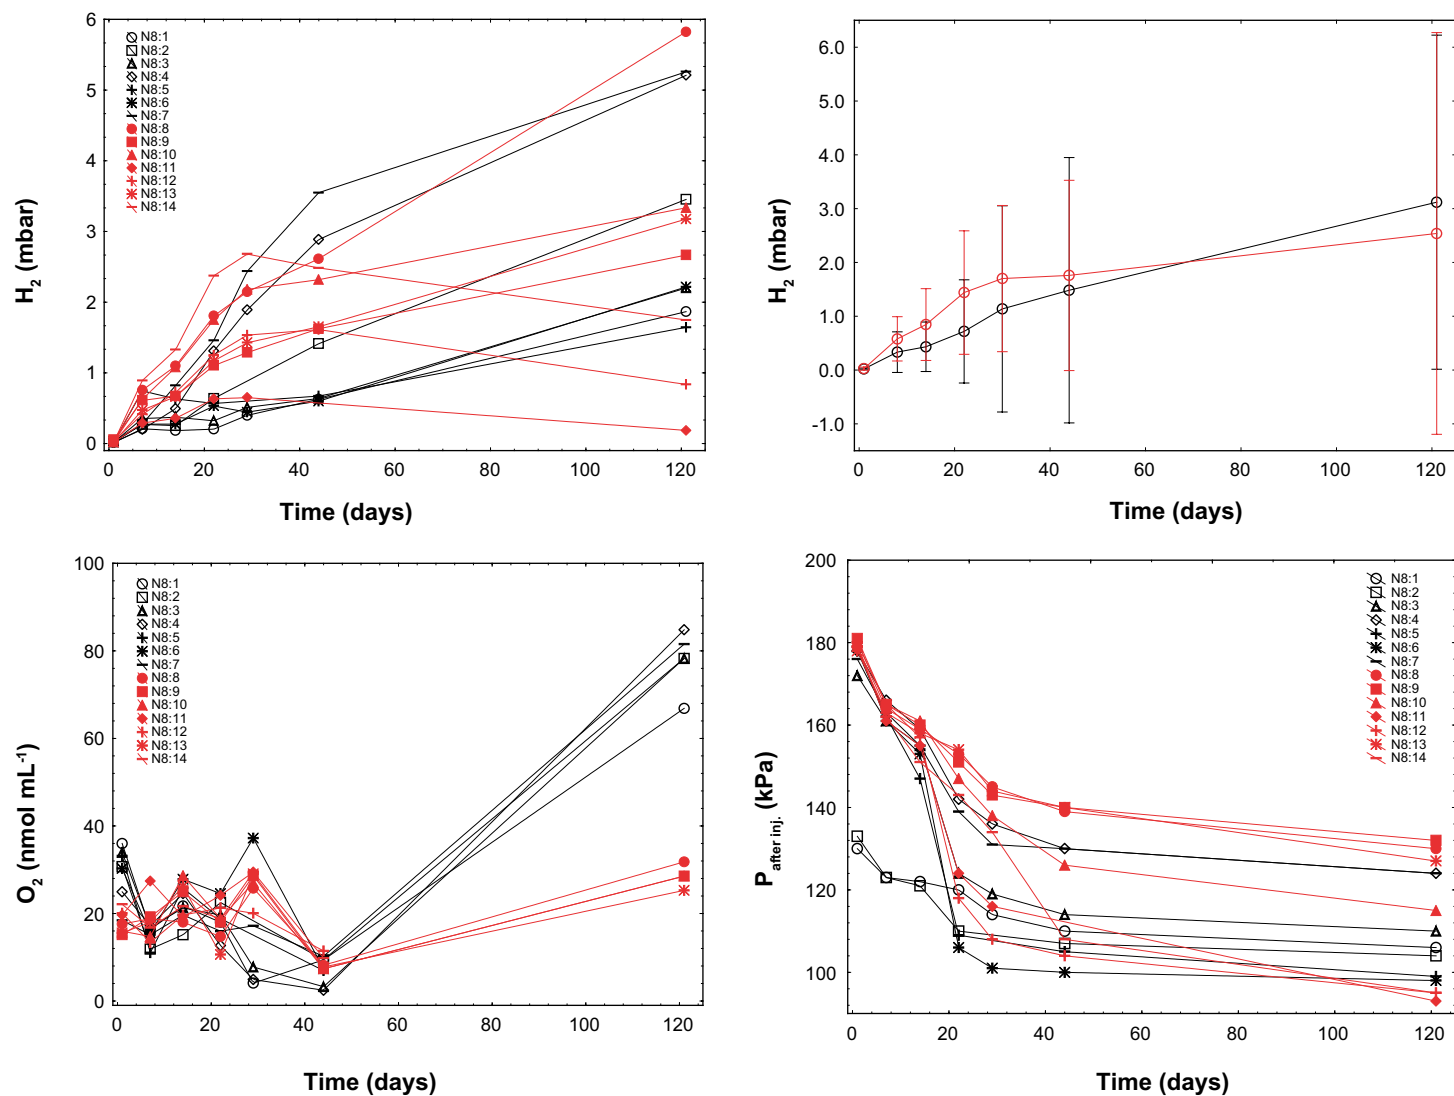 6
5
4
3
2
1
0
H2 (mbar)
N8:1
N8:2
N8:3
N8:4
N8:5
N8:6
N8:7
N8:8
N8:9
N8:10
N8:11
N8:12
N8:13
N8:14
0 20 40 60 80 100 120
Time (days)
6.0
5.0
4.0
3.0
2.0
1.0
0.0
-1.0
H2 (mbar)
0 20 40 60 80 100 120
Time (days)
100
80
60
40
20
0
O2 (nmol mL-1)
N8:1
N8:2
N8:3
N8:4
N8:5
N8:6
N8:7
N8:8
N8:9
N8:10
N8:11
N8:12
N8:13
N8:14
0 20 40 60 80 100 120
Time (days)
200
180
160
140
120
100
Pafter inj. (kPa)
N8:1
N8:2
N8:3
N8:4
N8:5
N8:6
N8:7
N8:8
N8:9
N8:10
N8:11
N8:12
N8:13
N8:14
0 20 40 60 80 100 120
Time (days)